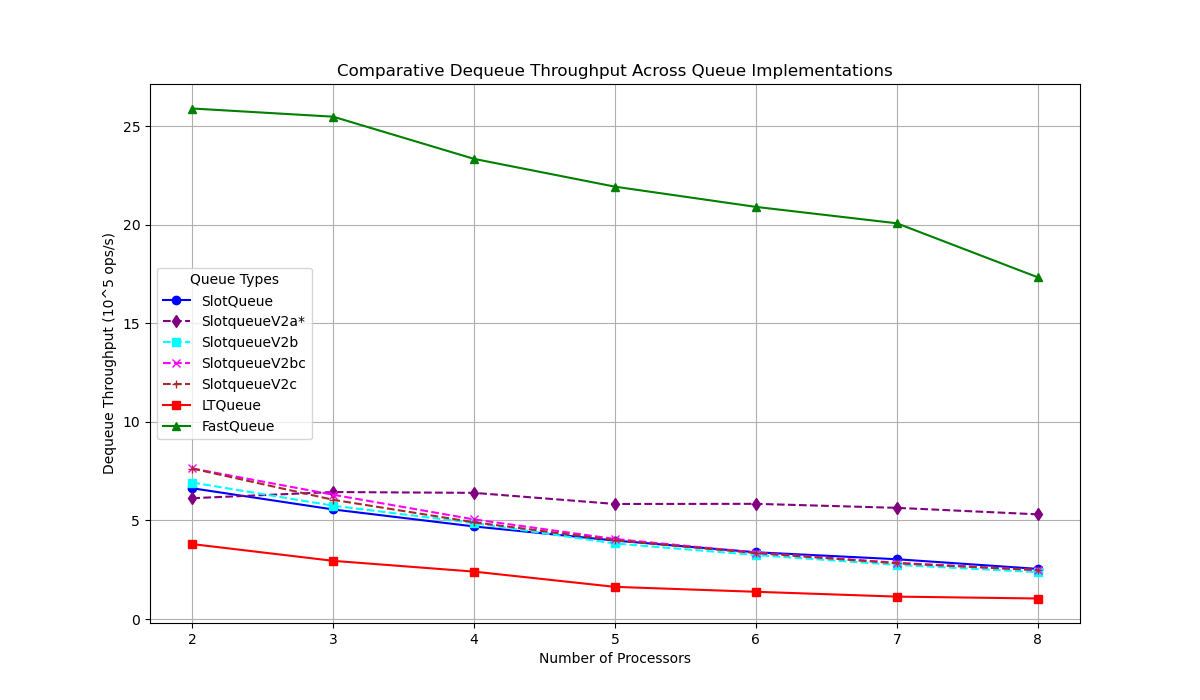 Comparative Dequeue Throughput Across Queue Implementations
Dequeue Throughput (10^5 ops/s)
25
20
15
10
5
0
Queue Types
SlotQueue
SlotqueueV2a*
SlotqueueV2b
SlotqueueV2bc
SlotqueueV2c
LTQueue
FastQueue
2 3 4 5 6 7 8
Number of Processors